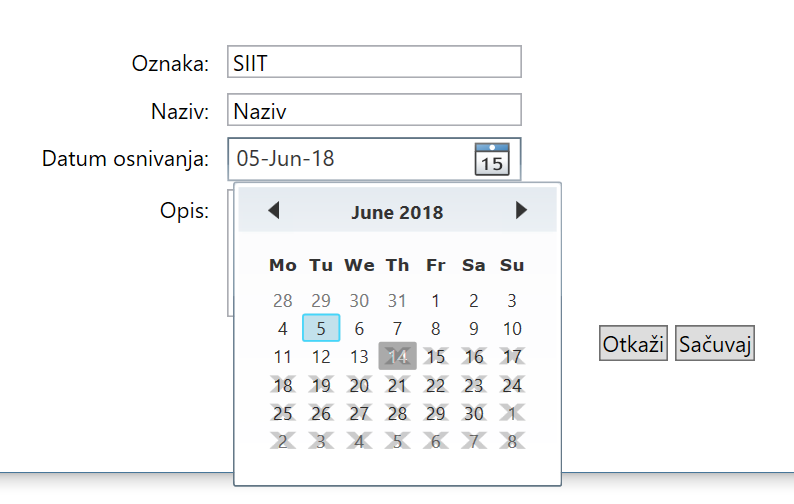 Oznaka: SIIT
Naziv: Naziv
Datum osnivanja: 05-Jun-18 15
Opis:
June 2018
Mo Tu We Th Fr Sa Su
28 29 30 31 1 2 3
4 5 6 7 8 9 10
11 12 13 14 15 16 17
18 19 20 21 22 23 24
25 26 27 28 29 30 1
2 3 4 5 6 7 8
Otkaži Sačuvaj